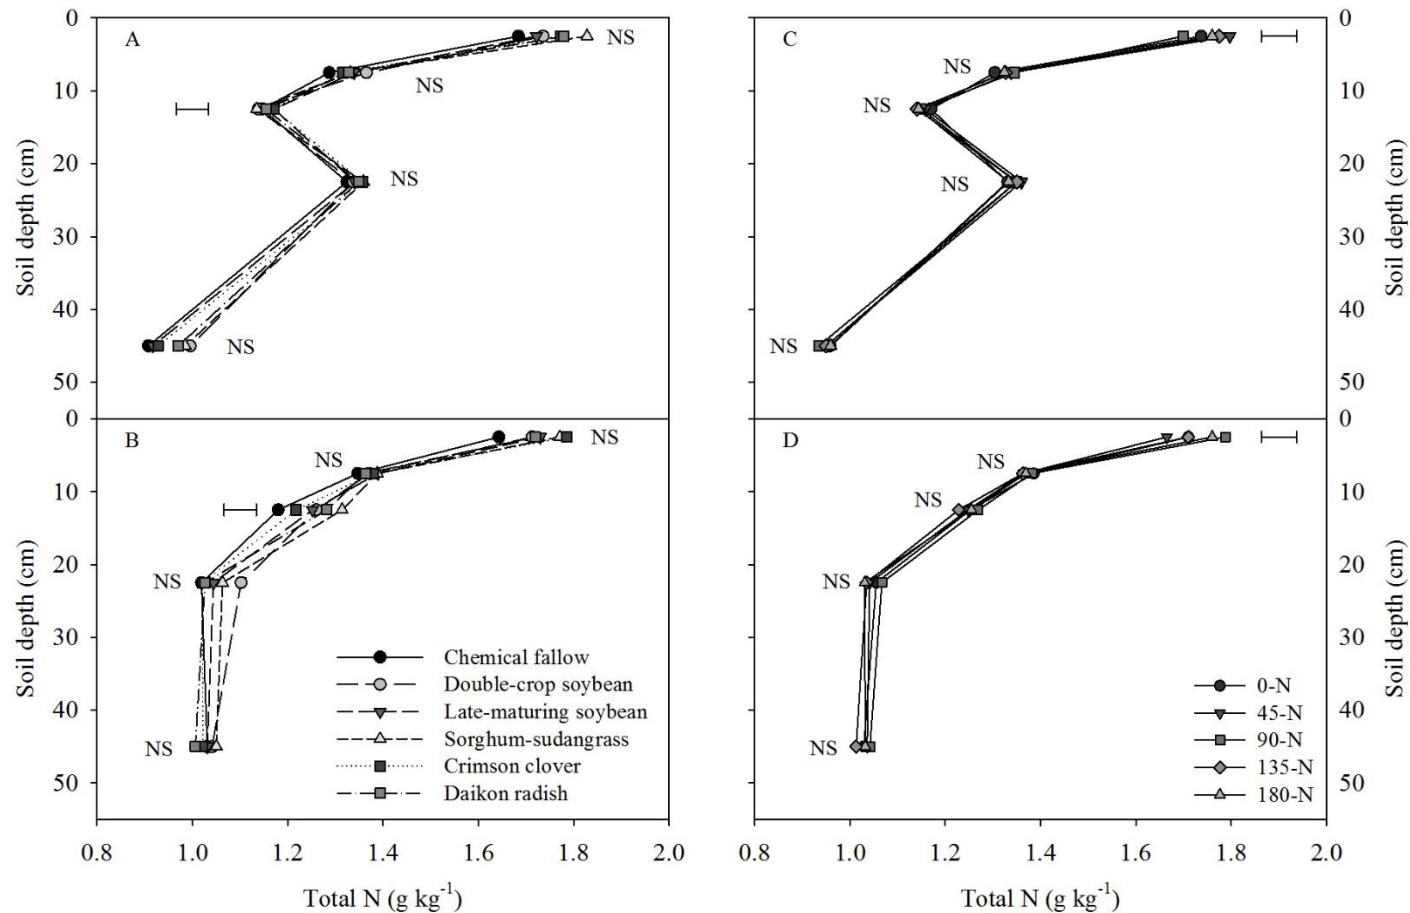 0
10
20
30
40
50
0
10
20
30
40
50
A
NS
NS
NS
NS
C
NS
NS
NS
NS
0
10
20
30
40
50
0
10
20
30
40
50
B
NS
NS
NS
NS
D
NS
NS
NS
NS
Chemical fallow
Double-crop soybean
Late-maturing soybean
Sorghum-sudangrass
Crimson clover
Daikon radish
0-N
45-N
90-N
135-N
180-N
Soil depth (cm)
Soil depth (cm)
Soil depth (cm)
Soil depth (cm)
0.8 1.0 1.2 1.4 1.6 1.8 2.0
0.8 1.0 1.2 1.4 1.6 1.8 2.0
Total N (g kg-1)
Total N (g kg-1)